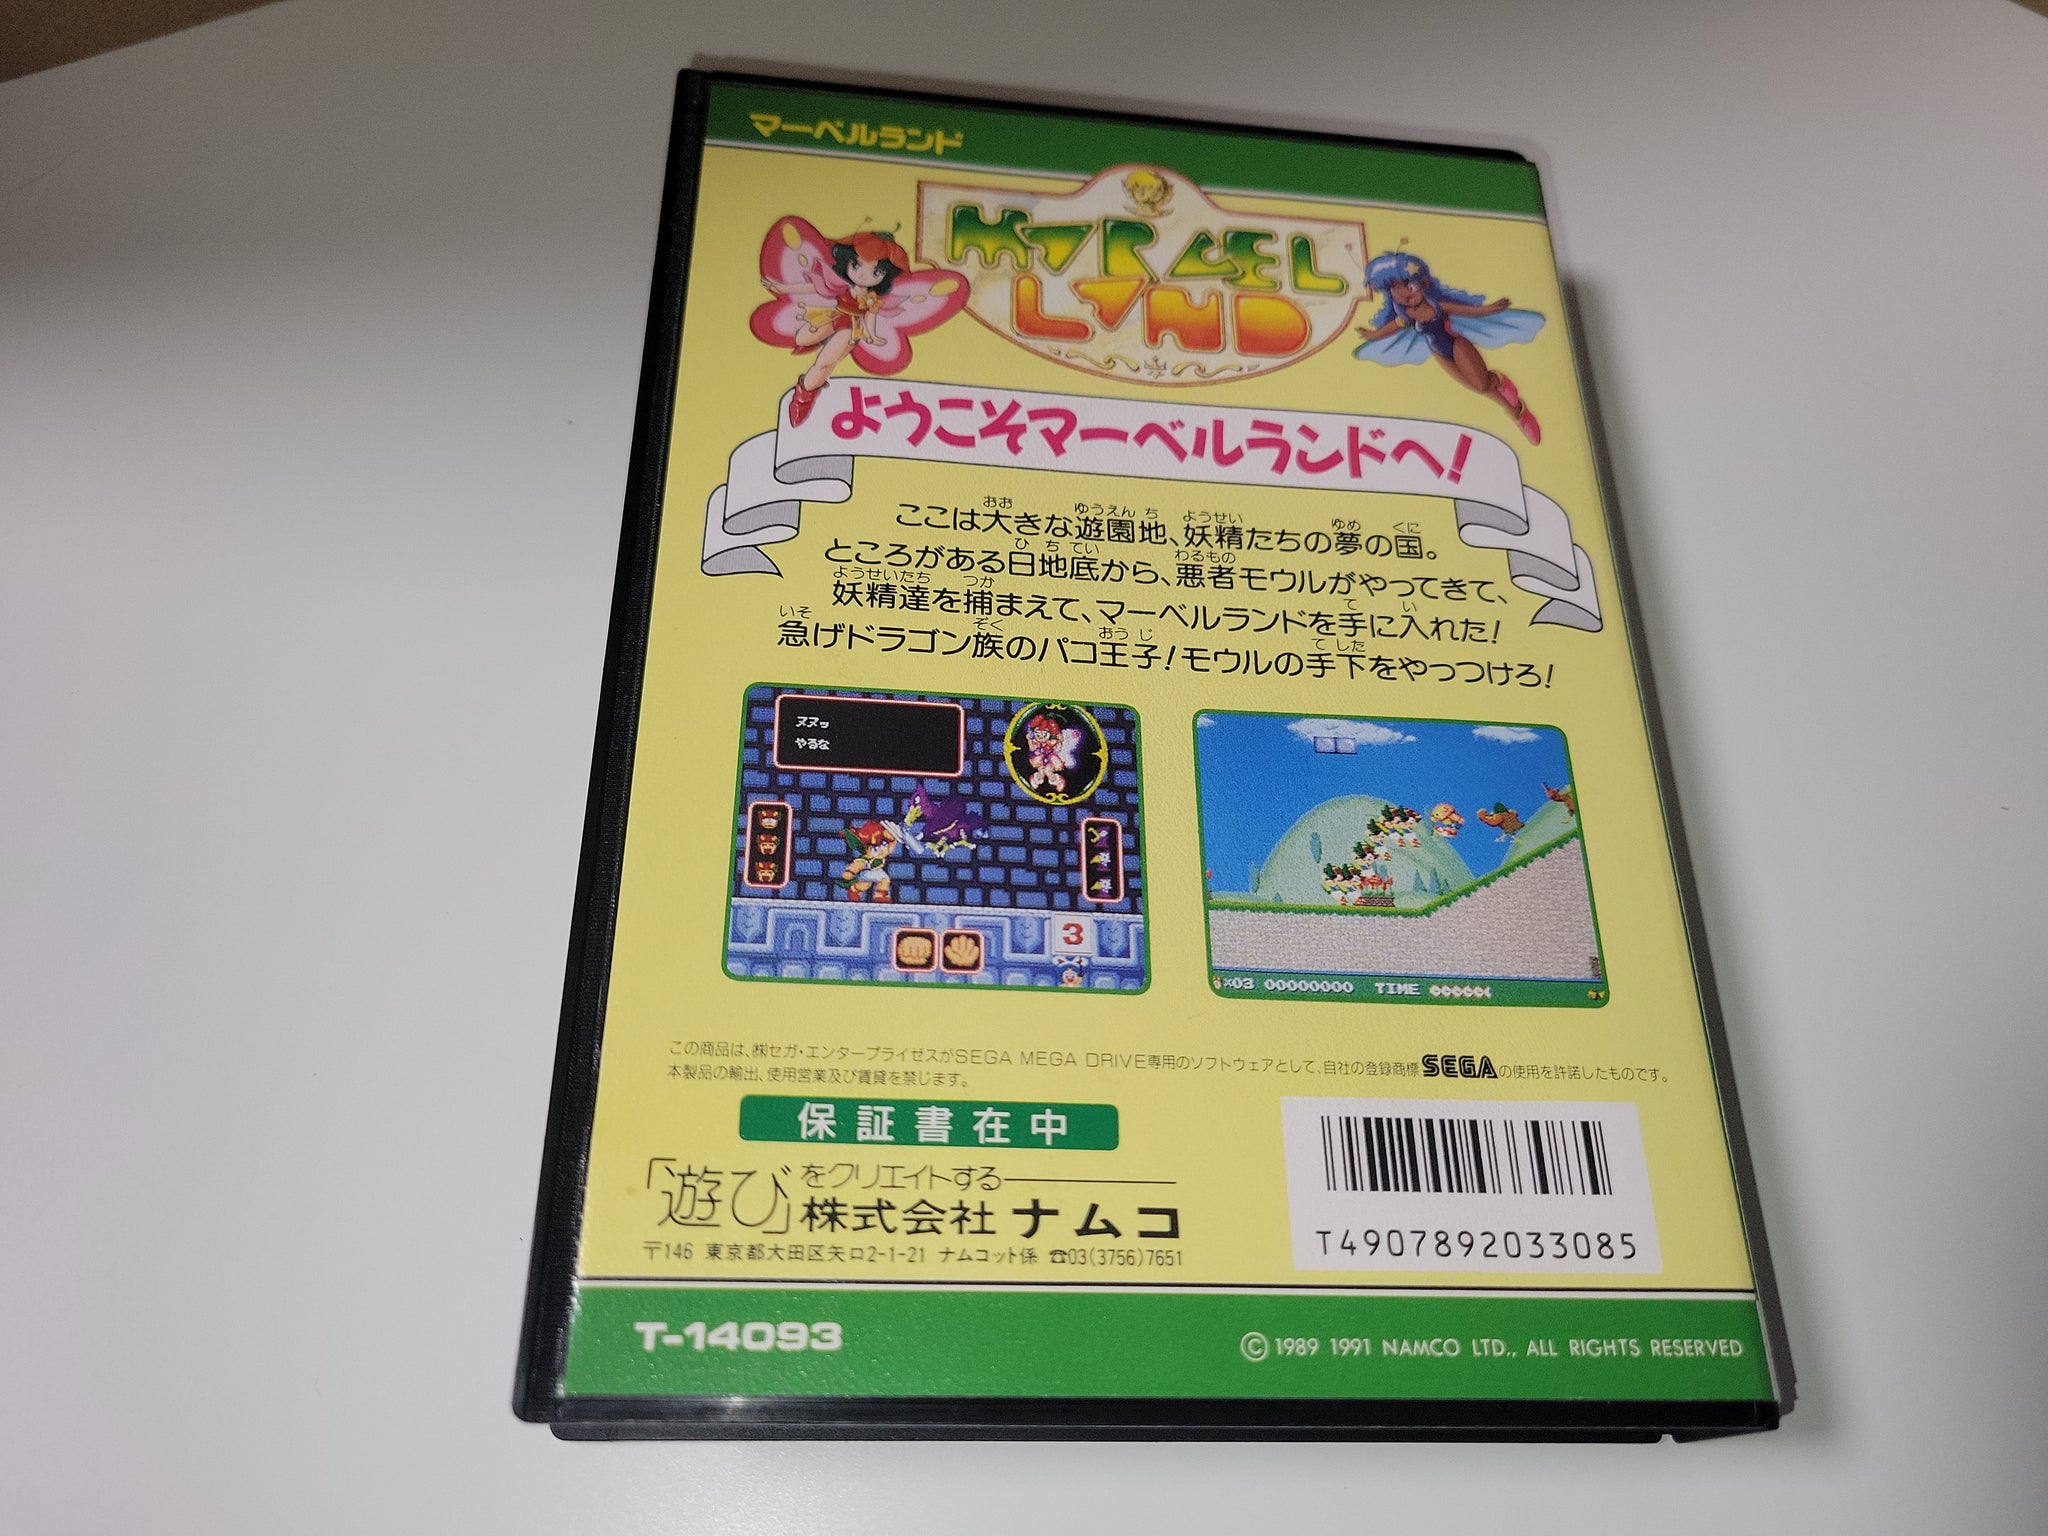 マーベルランド
MARVEL
LAND
ようこそマーベルランドへ!
ここは大きな遊園地、妖精たちの夢の国。
ところがある日地底から、悪者モウルがやってきて、
妖精達を捕まえて、マーベルランドを手に入れた!
急げドラゴン族のパコ王子!モウルの手下をやっつけろ!
ヌヌッ
やるな
3
×03 00000000 TIME
この商品は、㈱セガ・エンタープライゼスがSEGA MEGA DRIVE専用のソフトウェアとして、自社の登録商標SEGAの使用を許諾したものです。
本製品の輸出、使用営業及び賃貸を禁じます。
保証書在中
「遊び」をクリエイトする
株式会社ナムコ
〒146 東京都大田区矢口2-1-21 ナムコット係 ☎03(3756)7651
T4907892033085
T-14093
©1989 1991 NAMCO LTD., ALL RIGHTS RESERVED